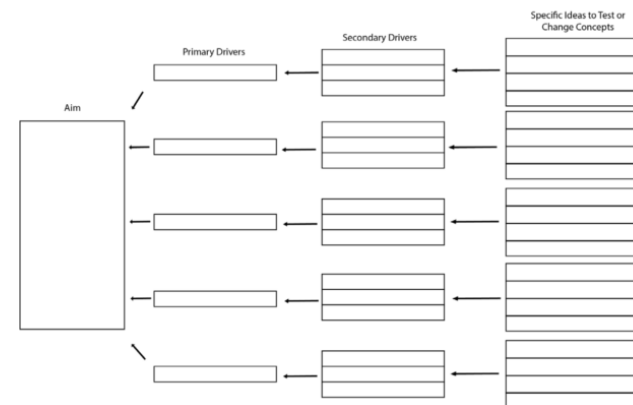 Aim
Primary Drivers
Secondary Drivers
Specific Ideas to Test or
Change Concepts